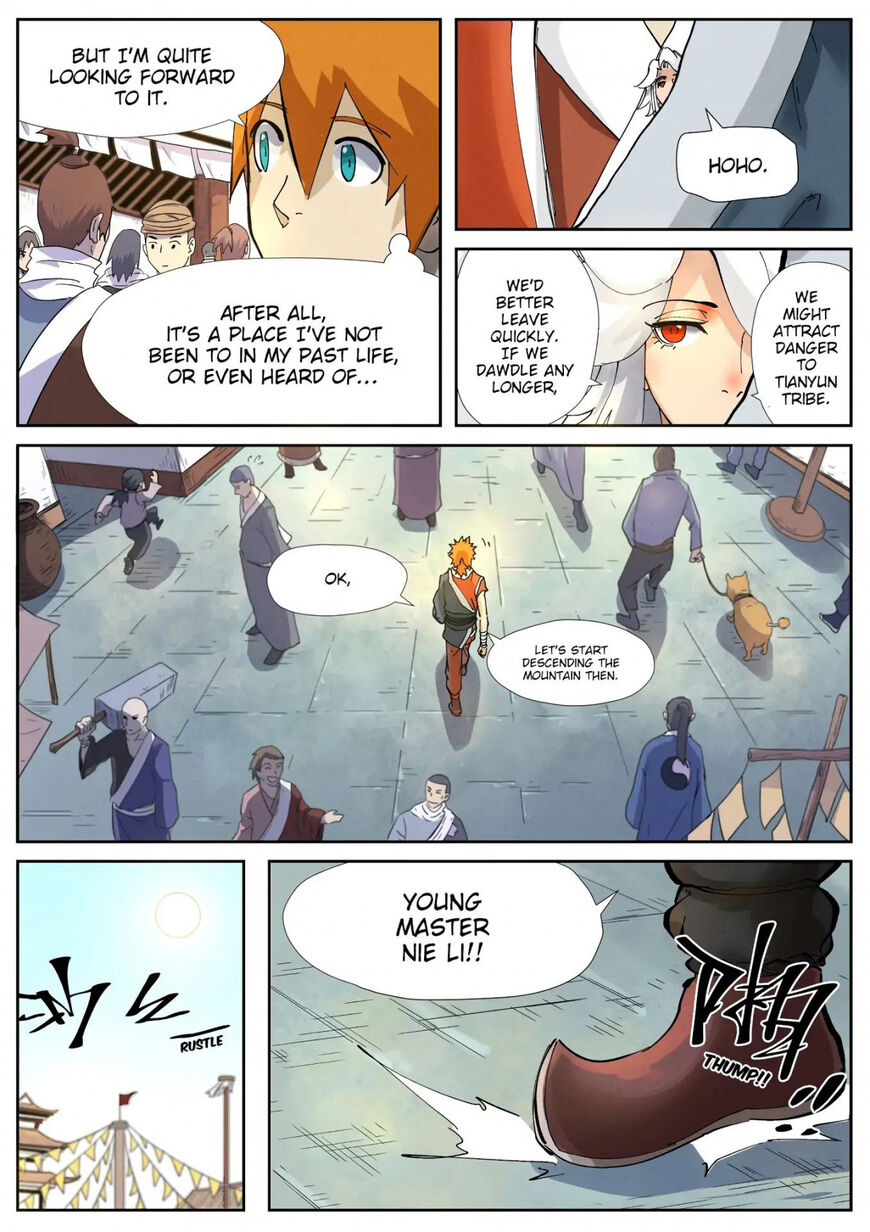 BUT I'M QUITE
LOOKING FORWARD
TO IT.
AFTER ALL,
IT'S A PLACE I'VE NOT
BEEN TO IN MY PAST LIFE,
OR EVEN HEARD OF...
HOHO.
WE'D
BETTER
LEAVE
QUICKLY.
IF WE
DAWDLE ANY
LONGER,
WE
MIGHT
ATTRACT
DANGER
TO
TIANYUN
TRIBE.
OK,
LET'S START
DESCENDING THE
MOUNTAIN THEN.
RUSTLE
YOUNG
MASTER
NIE LI!!
THUMP!!